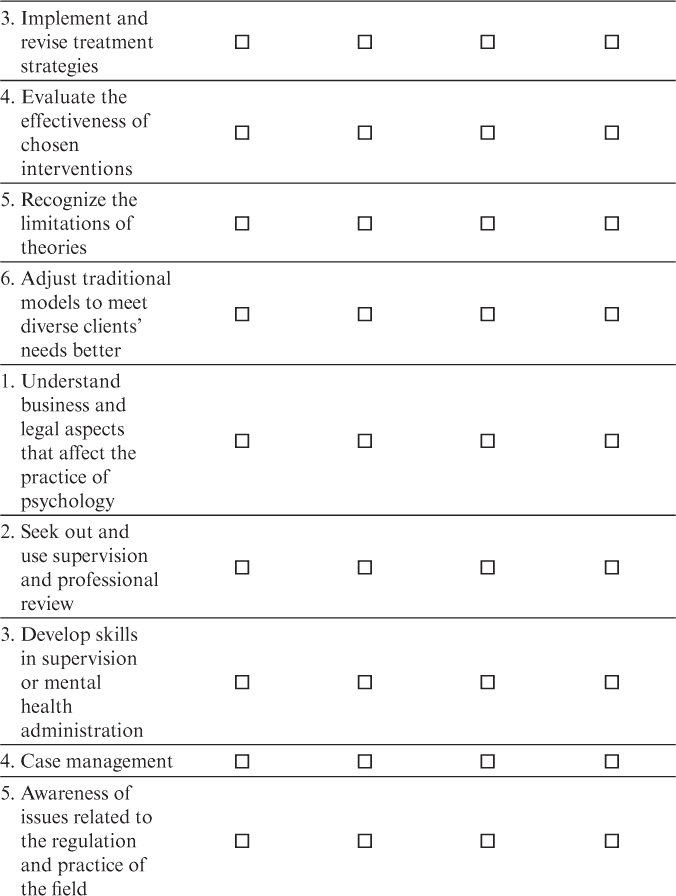 3. Implement and
revise treatment
strategies
4. Evaluate the
effectiveness of
chosen
interventions
5. Recognize the
limitations of
theories
6. Adjust traditional
models to meet
diverse clients’
needs better
1. Understand
business and
legal aspects
that affect the
practice of
psychology
2. Seek out and
use supervision
and professional
review
3. Develop skills
in supervision
or mental
health
administration
4. Case management
5. Awareness of
issues related to
the regulation
and practice of
the field